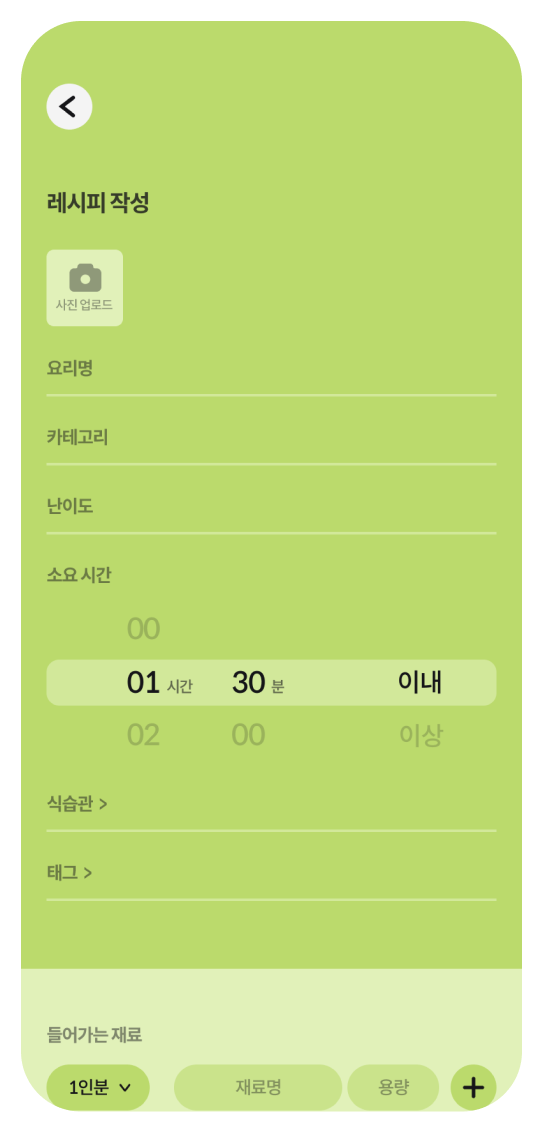 레시피 작성
사진 업로드
요리명
카테고리
난이도
소요 시간
00
01 시간 30 분 이내
02 00 이상
식습관 >
태그 >
들어가는 재료
1인분 재료명 용량 +